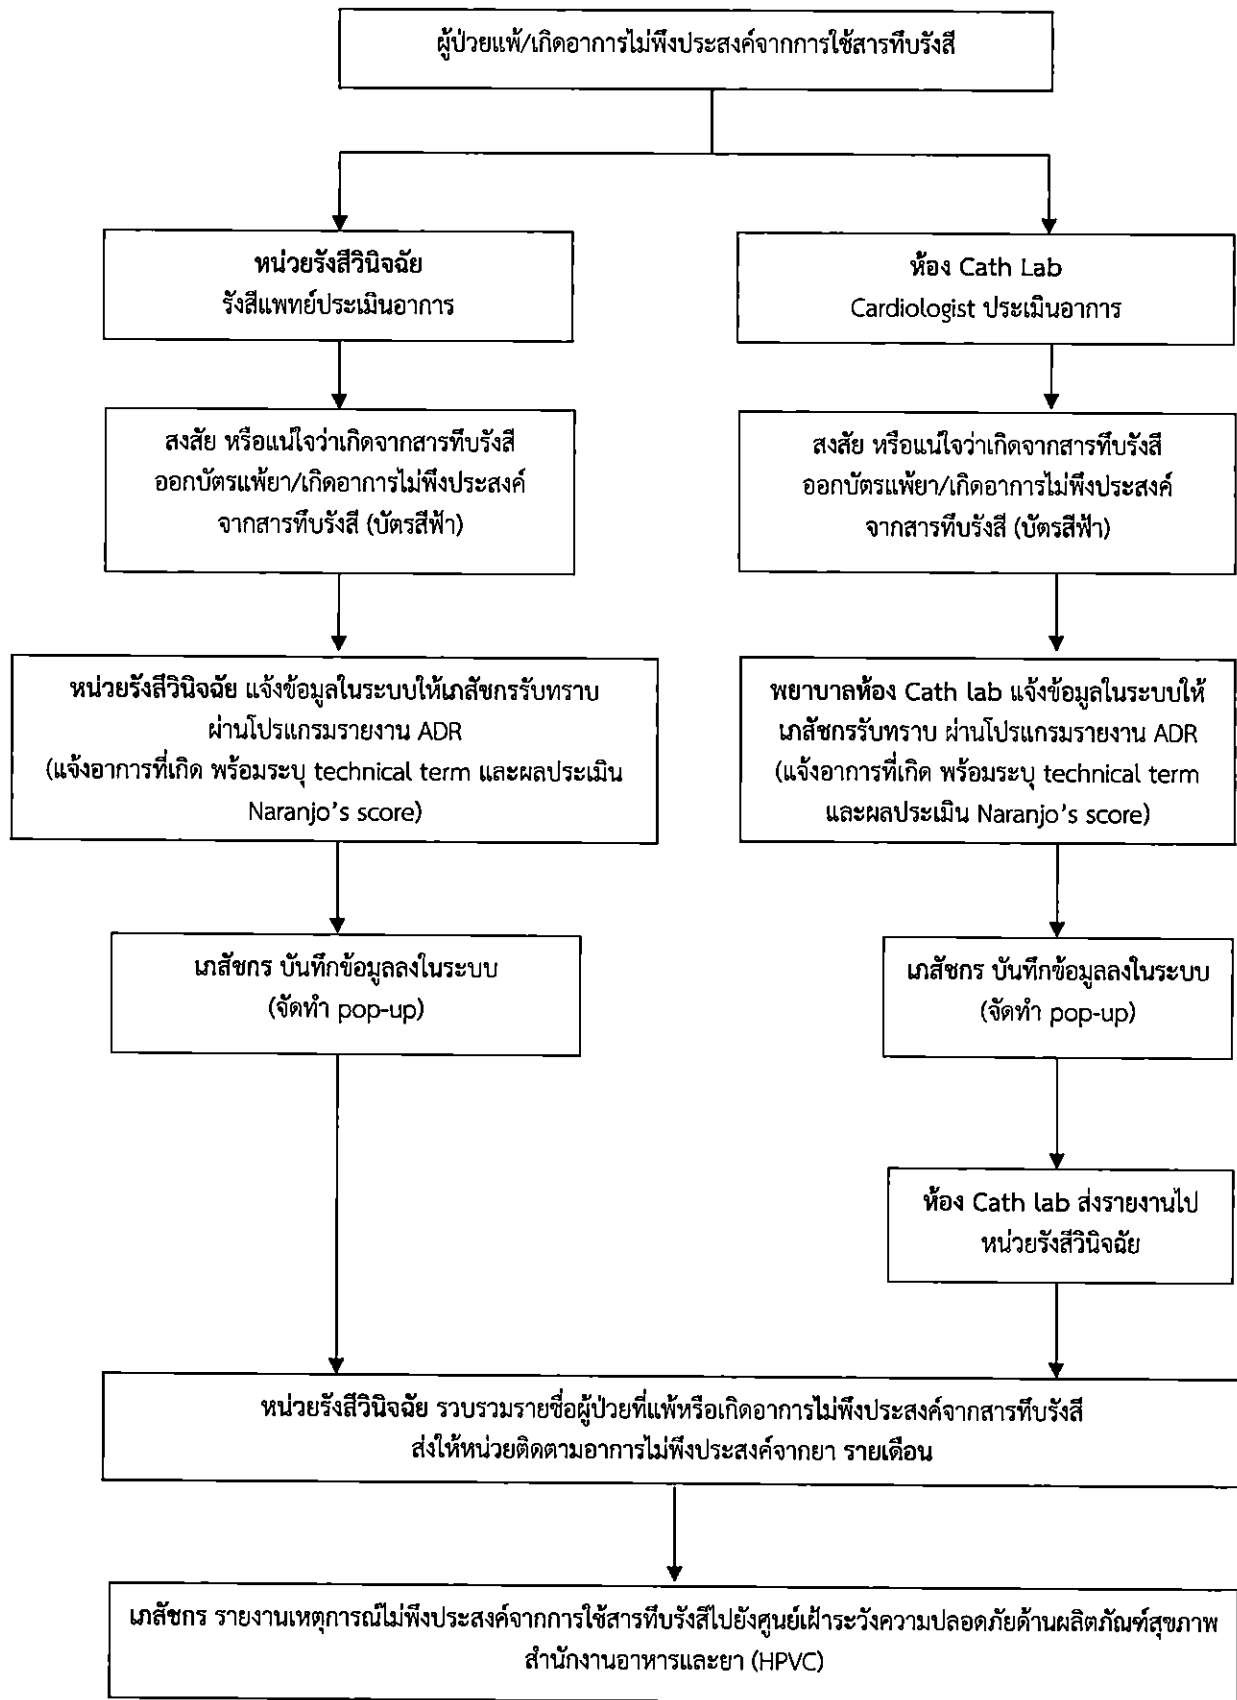 ผู้ป่วยแพ้/เกิดอาการไม่พึงประสงค์จากการใช้สารทึบรังสี
หน่วยรังสีวินิจฉัย
รังสีแพทย์ประเมินอาการ
ห้อง Cath Lab
Cardiologist ประเมินอาการ
สงสัย หรือแน่ใจว่าเกิดจากสารทึบรังสี
ออกบัตรแพ้ยา/เกิดอาการไม่พึงประสงค์
จากสารทึบรังสี (บัตรสีฟ้า)
สงสัย หรือแน่ใจว่าเกิดจากสารทึบรังสี
ออกบัตรแพ้ยา/เกิดอาการไม่พึงประสงค์
จากสารทึบรังสี (บัตรสีฟ้า)
หน่วยรังสีวินิจฉัย แจ้งข้อมูลในระบบให้เภสัชกรรับทราบ
ผ่านโปรแกรมรายงาน ADR
(แจ้งอาการที่เกิด พร้อมระบุ technical term และผลประเมิน
Naranjo's score)
พยาบาลห้อง Cath lab แจ้งข้อมูลในระบบให้
เภสัชกรรับทราบ ผ่านโปรแกรมรายงาน ADR
(แจ้งอาการที่เกิด พร้อมระบุ technical term
และผลประเมิน Naranjo's score)
เภสัชกร บันทึกข้อมูลลงในระบบ
(จัดทำ pop-up)
เภสัชกร บันทึกข้อมูลลงในระบบ
(จัดทำ pop-up)
ห้อง Cath lab ส่งรายงานไป
หน่วยรังสีวินิจฉัย
หน่วยรังสีวินิจฉัย รวบรวมรายชื่อผู้ป่วยที่แพ้หรือเกิดอาการไม่พึงประสงค์จากสารทึบรังสี
ส่งให้หน่วยติดตามอาการไม่พึงประสงค์จากยา รายเดือน
เภสัชกร รายงานเหตุการณ์ไม่พึงประสงค์จากการใช้สารทึบรังสีไปยังศูนย์เฝ้าระวังความปลอดภัยด้านผลิตภัณฑ์สุขภาพ
สำนักงานอาหารและยา (HPVC)